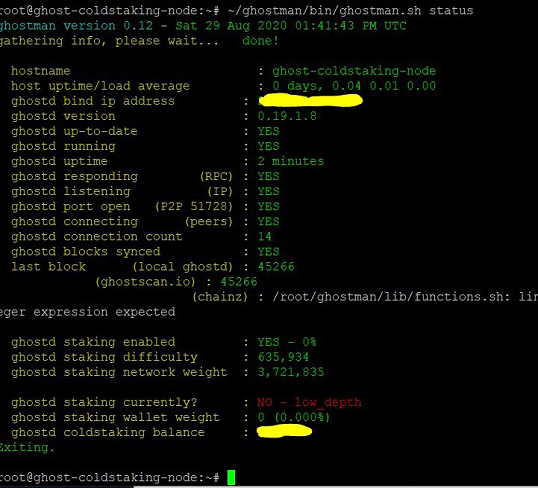 root@ghost-coldstaking-node:~# ~/ghostman/bin/ghostman.sh status
ghostman version 0.12 - Sat 29 Aug 2020 01:41:43 PM UTC
gathering info, please wait... done!
hostname : ghost-coldstaking-node
host uptime/load average : 0 days, 0.04 0.01 0.00
ghostd bind ip address :
ghostd version : 0.19.1.8
ghostd up-to-date : YES
ghostd running : YES
ghostd uptime : 2 minutes
ghostd responding (RPC) : YES
ghostd listening (IP) : YES
ghostd port open (P2P 51728) : YES
ghostd connecting (peers) : YES
ghostd connection count : 14
ghostd blocks synced : YES
last block (local ghostd) : 45266
(ghostscan.io) : 45266
(chainz) : /root/ghostman/lib/functions.sh: lin
eger expression expected
ghostd staking enabled : YES - 0%
ghostd staking difficulty : 635,934
ghostd staking network weight : 3,721,835
ghostd staking currently? : NO - low_depth
ghostd staking wallet weight : 0 (0.000%)
ghostd coldstaking balance :
Exiting.
root@ghost-coldstaking-node:~#